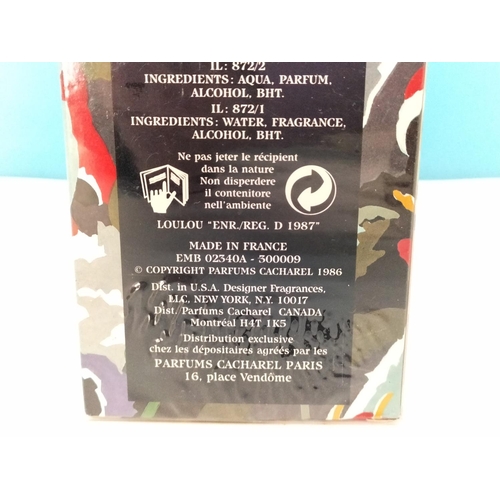 IL: 872/2
INGREDIENTS: AQUA, PARFUM,
ALCOHOL, BHT.
IL: 872/1
INGREDIENTS: WATER, FRAGRANCE,
ALCOHOL, BHT.
Ne pas jeter le récipient
dans la nature
Non disperdere
il contenitore
nell'ambiente
LOULOU "ENR./REG. D 1987"
MADE IN FRANCE
EMB 02340A - 300009
© COPYRIGHT PARFUMS CACHAREL 1986
Dist. in U.S.A. Designer Fragrances,
LLC. NEW YORK, N.Y. 10017
Dist./Parfums Cacharel CANADA
Montréal H4T 1K5
Distribution exclusive
chez les dépositaires agréés par les
PARFUMS CACHAREL PARIS
16, place Vendôme